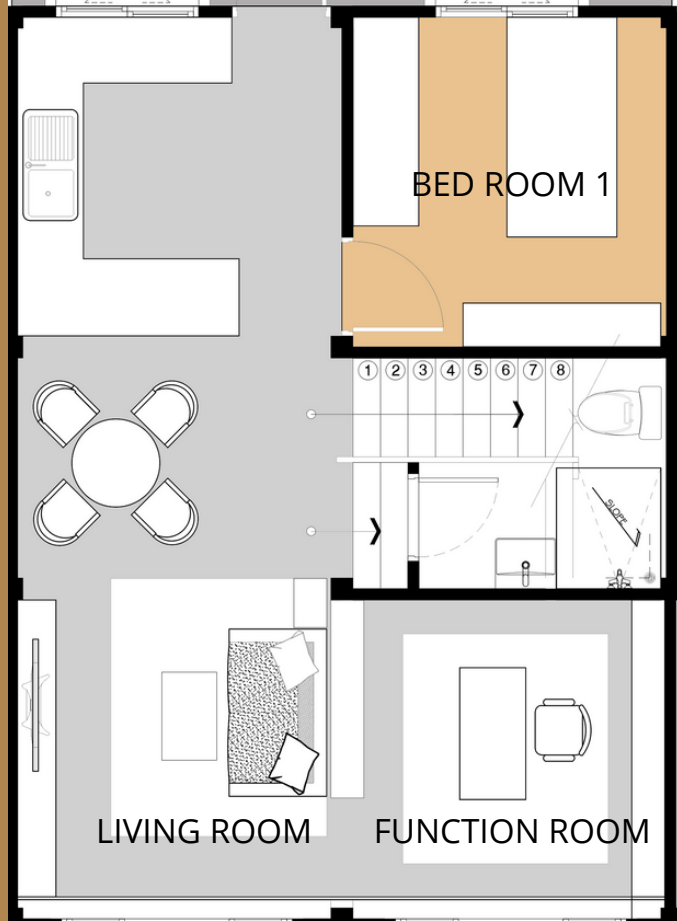 BED ROOM 1
1 2 3 4 5 6 7 8
SLOPE
LIVING ROOM
FUNCTION ROOM